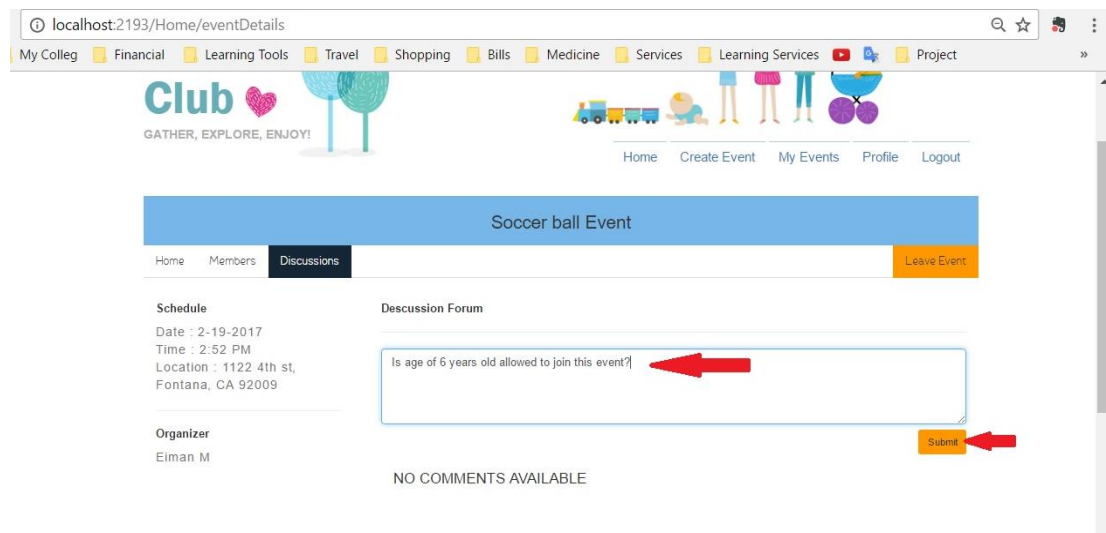 localhost:2193/Home/eventDetails
My Colleg Financial Learning Tools Travel Shopping Bills Medicine Services Learning Services Project »
Club
GATHER, EXPLORE, ENJOY!
Home Create Event My Events Profile Logout
Soccer ball Event
Home Members Discussions Leave Event
Schedule
Date : 2-19-2017
Time : 2:52 PM
Location : 1122 4th st,
Fontana, CA 92009
Organizer
Eiman M
Descussion Forum
Is age of 6 years old allowed to join this event?
Submit
NO COMMENTS AVAILABLE